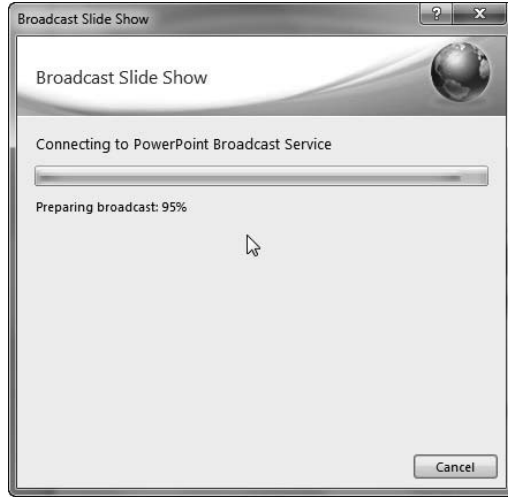 Broadcast Slide Show
? X
Broadcast Slide Show
Connecting to PowerPoint Broadcast Service
Preparing broadcast: 95%
Cancel